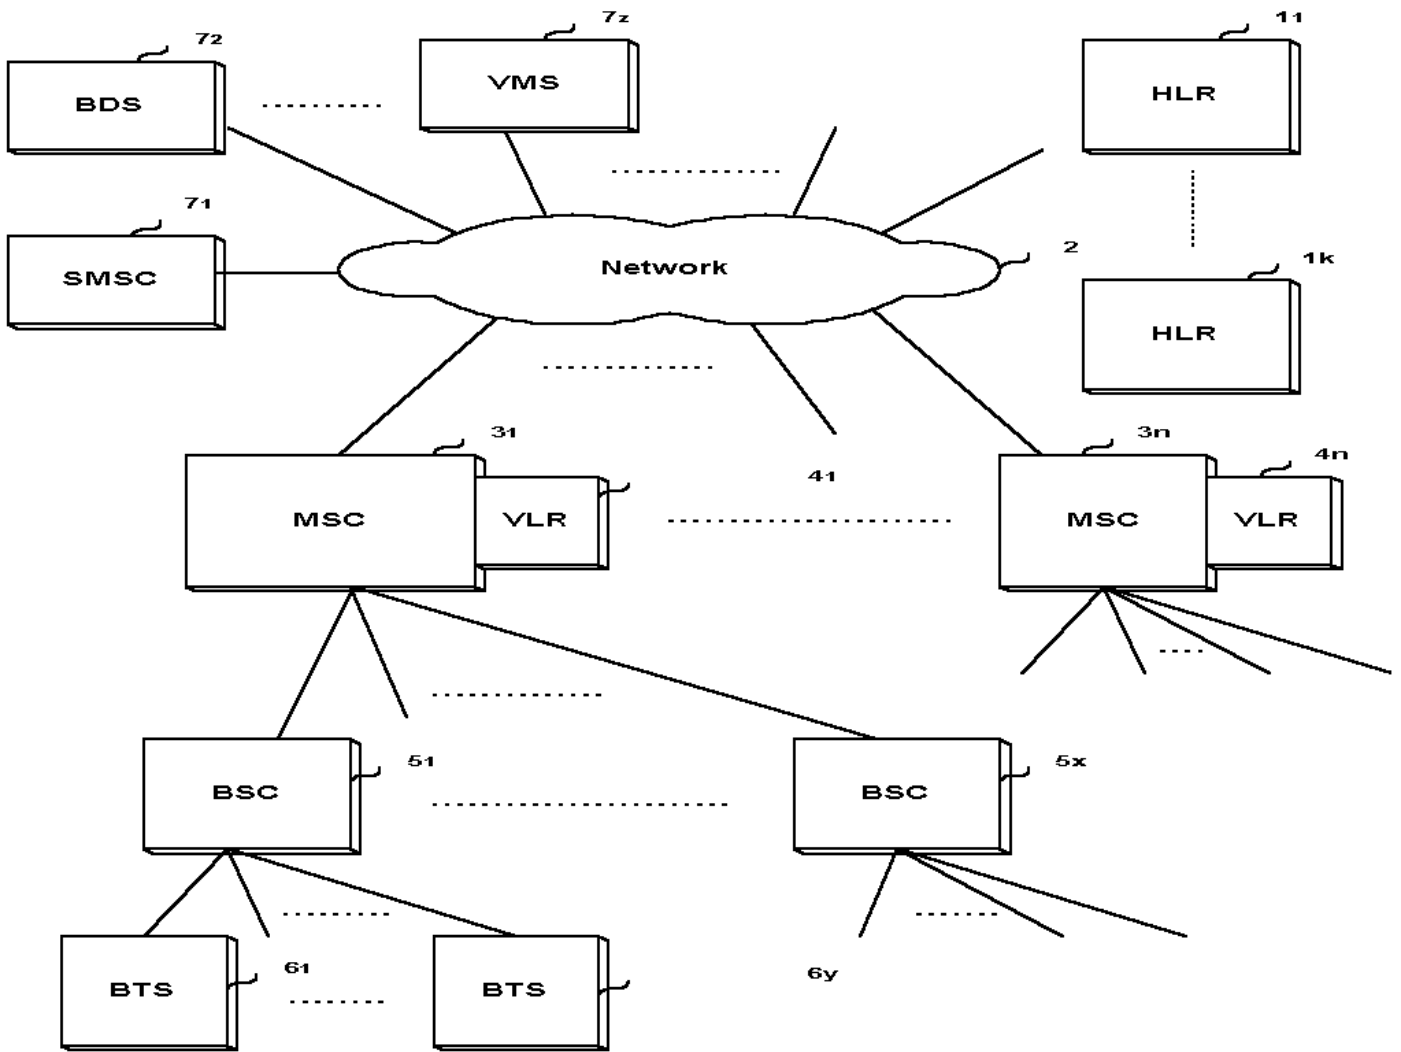 72
7z
11
BDS
VMS
HLR
71
2
SMSC
Network
1k
HLR
31
3n
4n
41
MSC
VLR
MSC
VLR
51
5x
BSC
BSC
61
6y
BTS
BTS